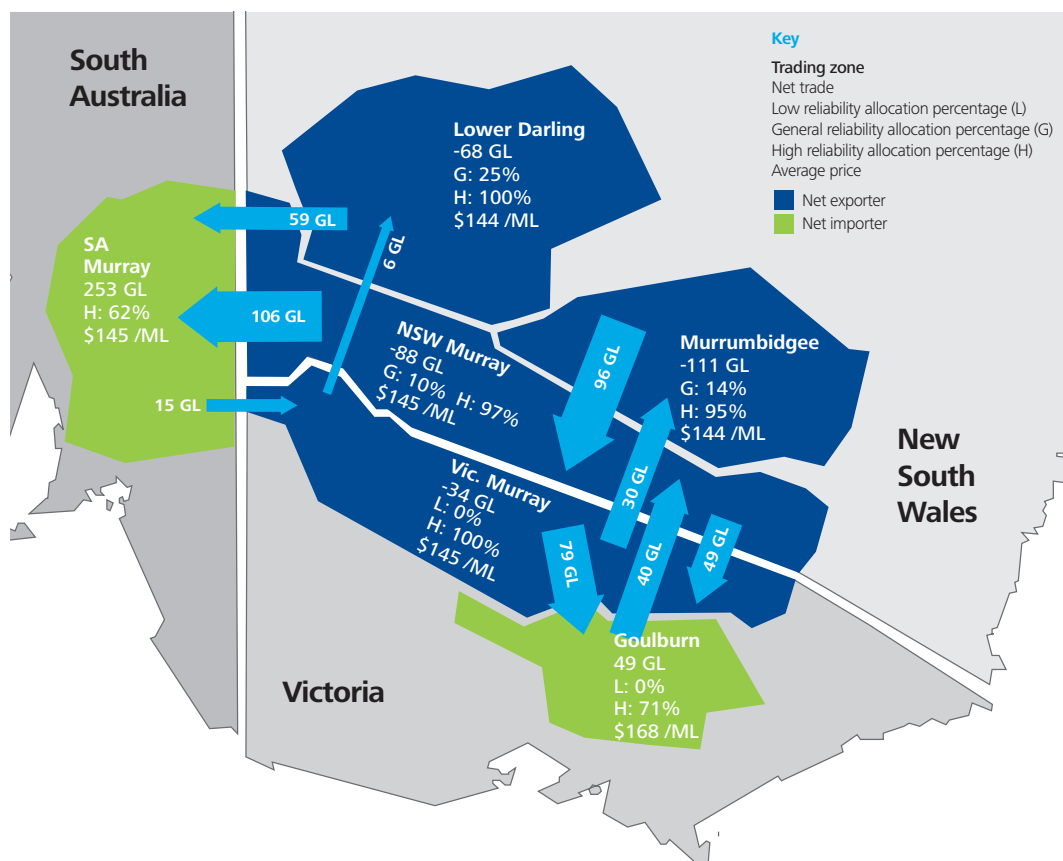 South
Australia
Key
Trading zone
Net trade
Low reliability allocation percentage (L)
General reliability allocation percentage (G)
High reliability allocation percentage (H)
Average price
Net exporter
Net importer
Lower Darling
-68 GL
G: 25%
H: 100%
$144 /ML
59 GL
6 GL
SA
Murray
253 GL
H: 62%
$145 /ML
106 GL
15 GL
NSW Murray
-88 GL
G: 10% H: 97%
$145 /ML
96 GL
Murrumbidgee
-111 GL
G: 14%
H: 95%
$144 /ML
New
South
Wales
Vic. Murray
-34 GL
L: 0%
H: 100%
$145 /ML
79 GL
30 GL
40 GL
49 GL
Goulburn
49 GL
L: 0%
H: 71%
$168 /ML
Victoria